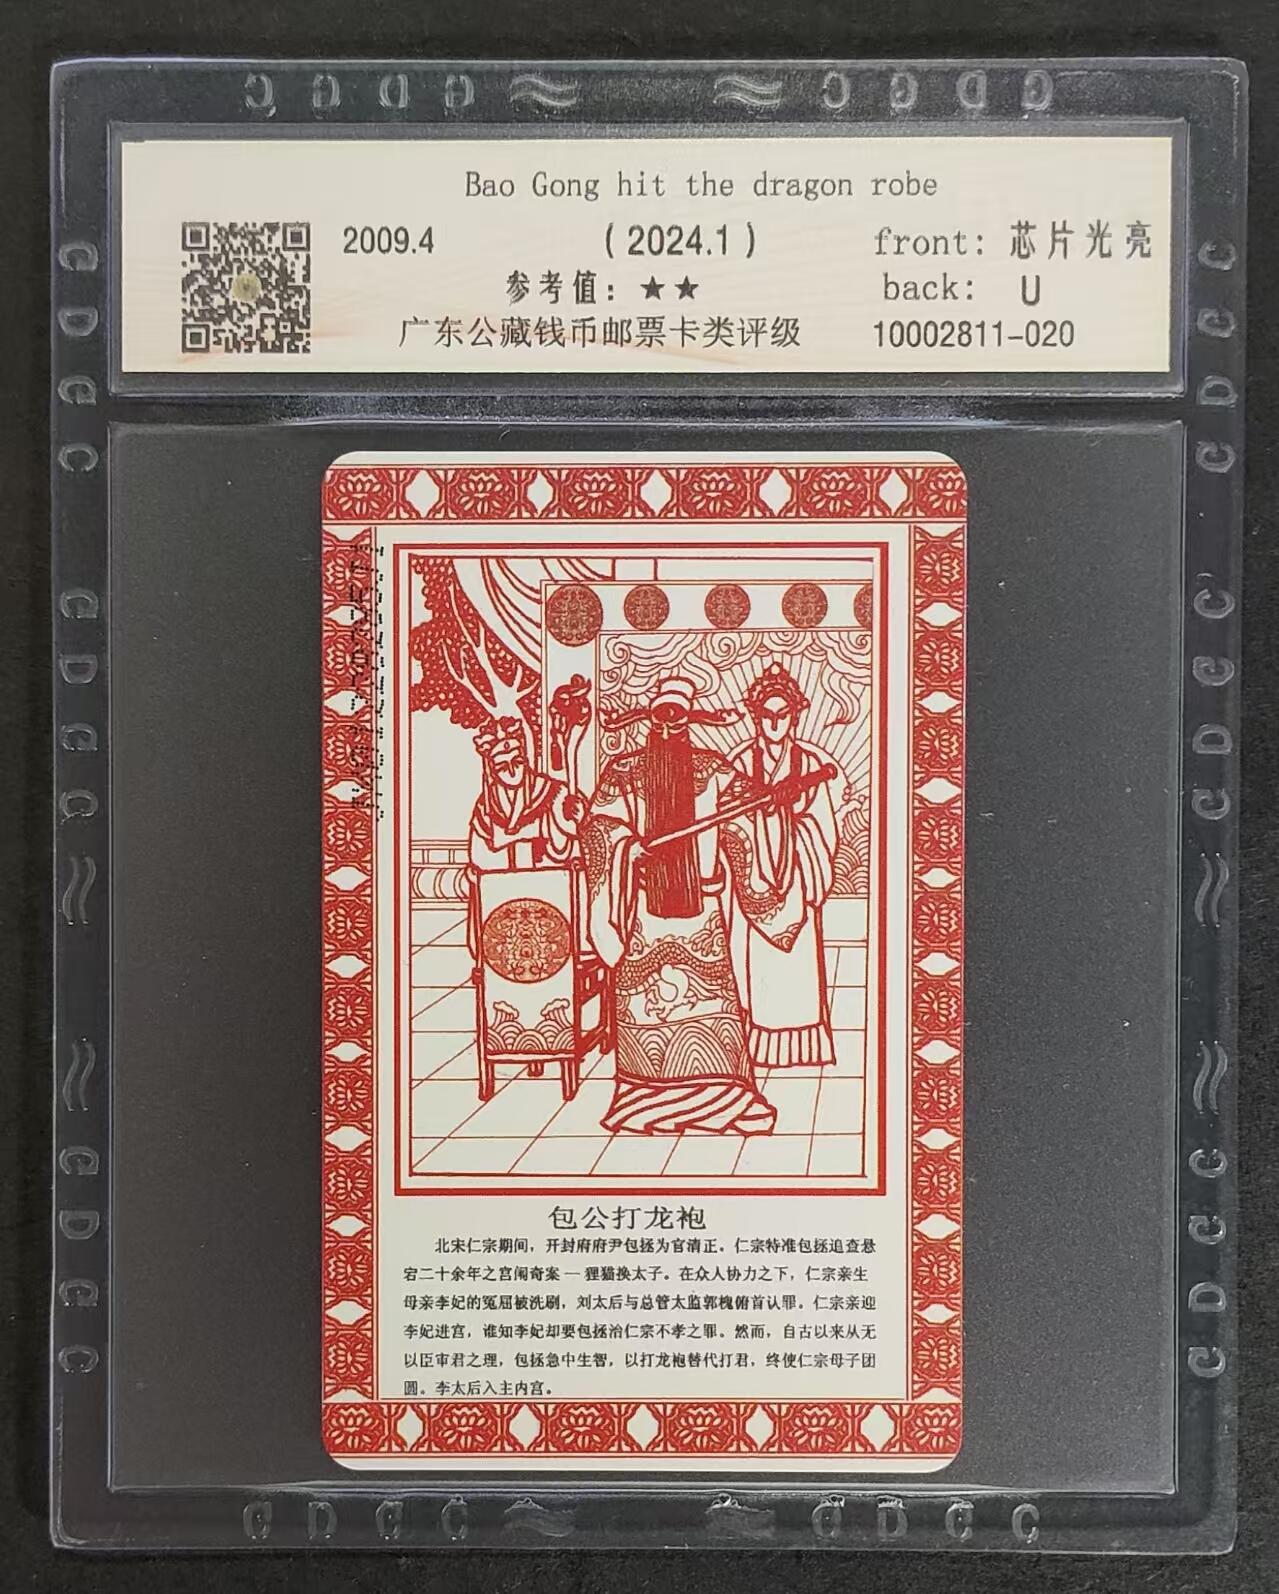 GDGC ≈ ≈ GDGC
Bao Gong hit the dragon robe
2009.4 (2024.1) front: 芯片光亮
参考值: ★★ back: U
广东公藏钱币邮票卡类评级 10002811-020
包公打龙袍
北宋仁宗期间，开封府府尹包拯为官清正。仁宗特准包拯追查悬
宕二十余年之宫闱奇案－狸猫换太子。在众人协力之下，仁宗亲生
母亲李妃的冤屈被洗刷，刘太后与总管太监郭槐俯首认罪。仁宗亲迎
李妃进宫，谁知李妃却要包拯治仁宗不孝之罪。然而，自古以来从无
以臣审君之理，包拯急中生智，以打龙袍替代打君，终使仁宗母子团
圆。李太后入主内宫。
GDGC ≈ ≈ GDGC